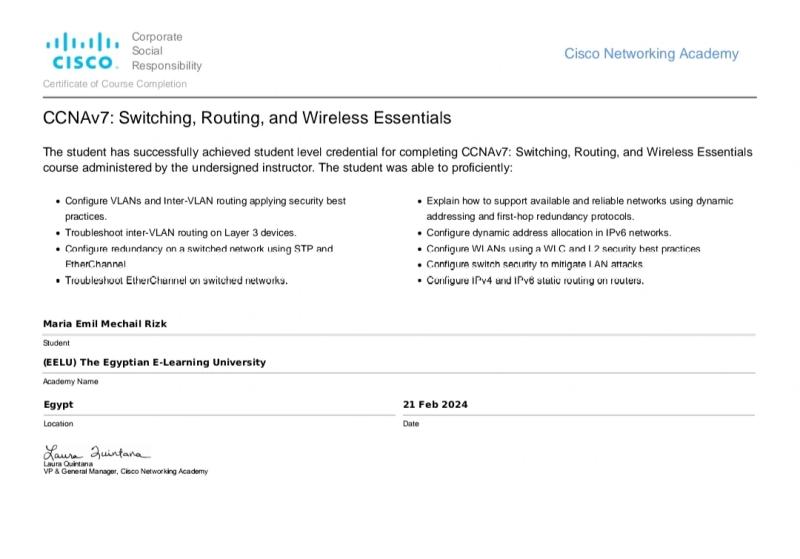 Corporate
Social
CISCO
Responsibility
Cisco Networking Academy
Certificate of Course Completion
CCNAv7: Switching, Routing, and Wireless Essentials
The student has successfully achieved student level credential for completing CCNAv7: Switching, Routing, and Wireless Essentials
course administered by the undersigned instructor. The student was able to proficiently:
• Configure VLANs and Inter-VLAN routing applying security best
practices.
• Troubleshoot inter-VLAN routing on Layer 3 devices.
• Configure redundancy on a switched network using STP and
EtherChannel
• Troubleshoot EtherChannel on switched networks.
• Explain how to support available and reliable networks using dynamic
addressing and first-hop redundancy protocols.
• Configure dynamic address allocation in IPv6 networks.
• Configure WLANs using a WLC and L2 security best practices
• Configure switch security to mitigate LAN attacks
• Configure IPv4 and IPv6 static routing on routers.
Maria Emil Mechail Rizk
Student
(EELU) The Egyptian E-Learning University
Academy Name
Egypt
Location
21 Feb 2024
Date
Laura Quintana
Laura Quintana
VP & General Manager, Cisco Networking Academy